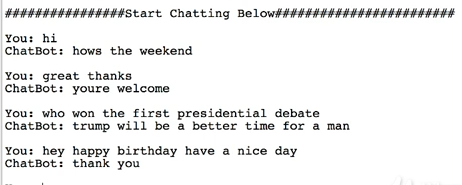 ################Start Chatting Below########################
You: hi
ChatBot: hows the weekend
You: great thanks
ChatBot: youre welcome
You: who won the first presidential debate
ChatBot: trump will be a better time for a man
You: hey happy birthday have a nice day
ChatBot: thank you